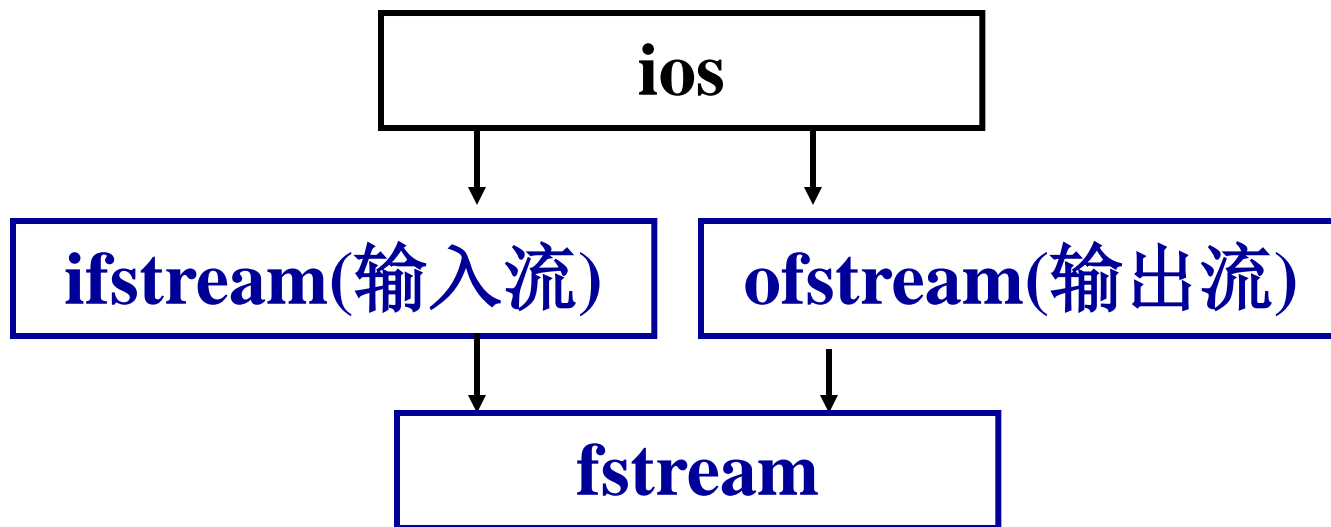 ios
ifstream(输入流)
ofstream(输出流)
fstream